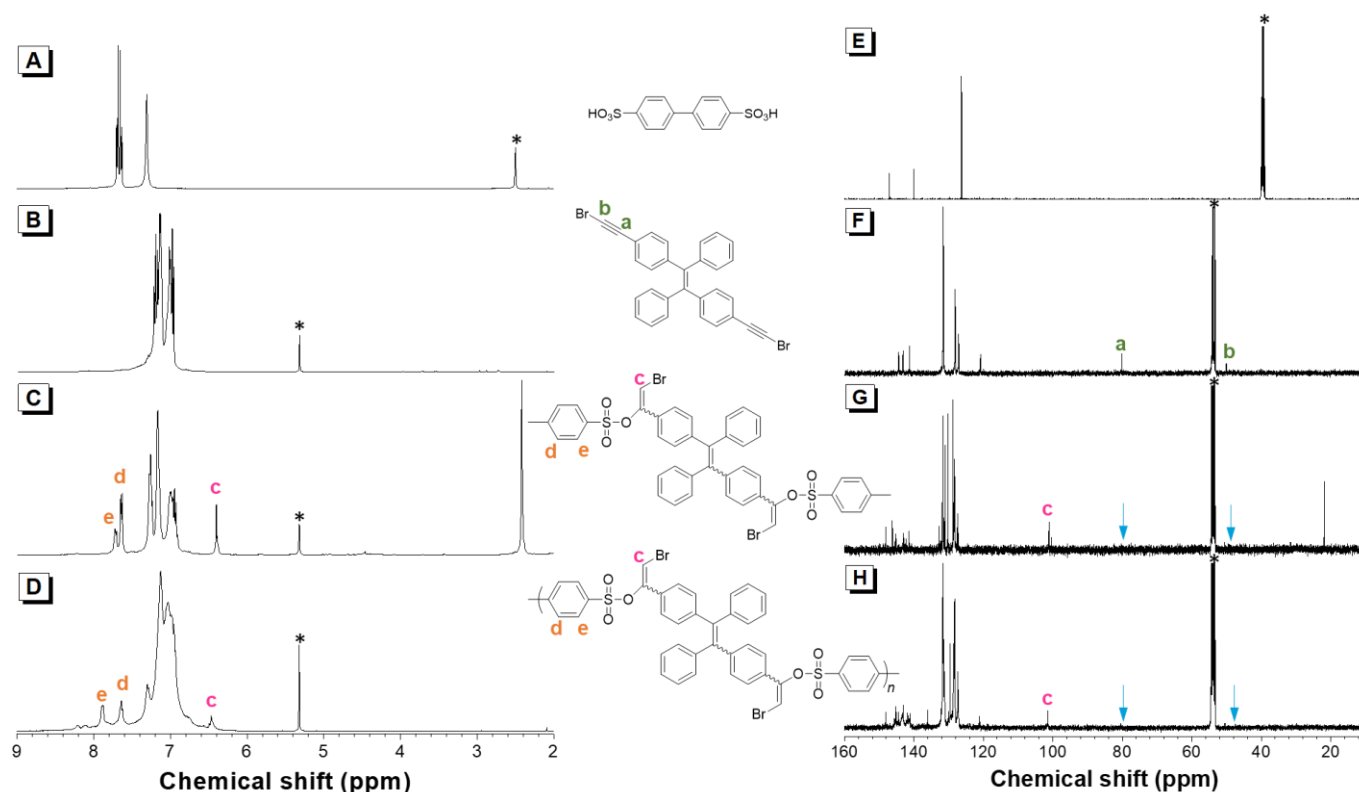 A
*
HO3S
SO3H
E
*
B
b
Br
a
Br
*
F
*
a
b
C
e
d
c
*
c
Br
O
S
O
O
d
e
O
O
S
O
Br
G
*
c
D
e
d
c
*
c
Br
O
S
O
O
d
e
O
O
S
O
n
Br
H
*
c
9 8 7 6 5 4 3 2
Chemical shift (ppm)
160 140 120 100 80 60 40 20
Chemical shift (ppm)